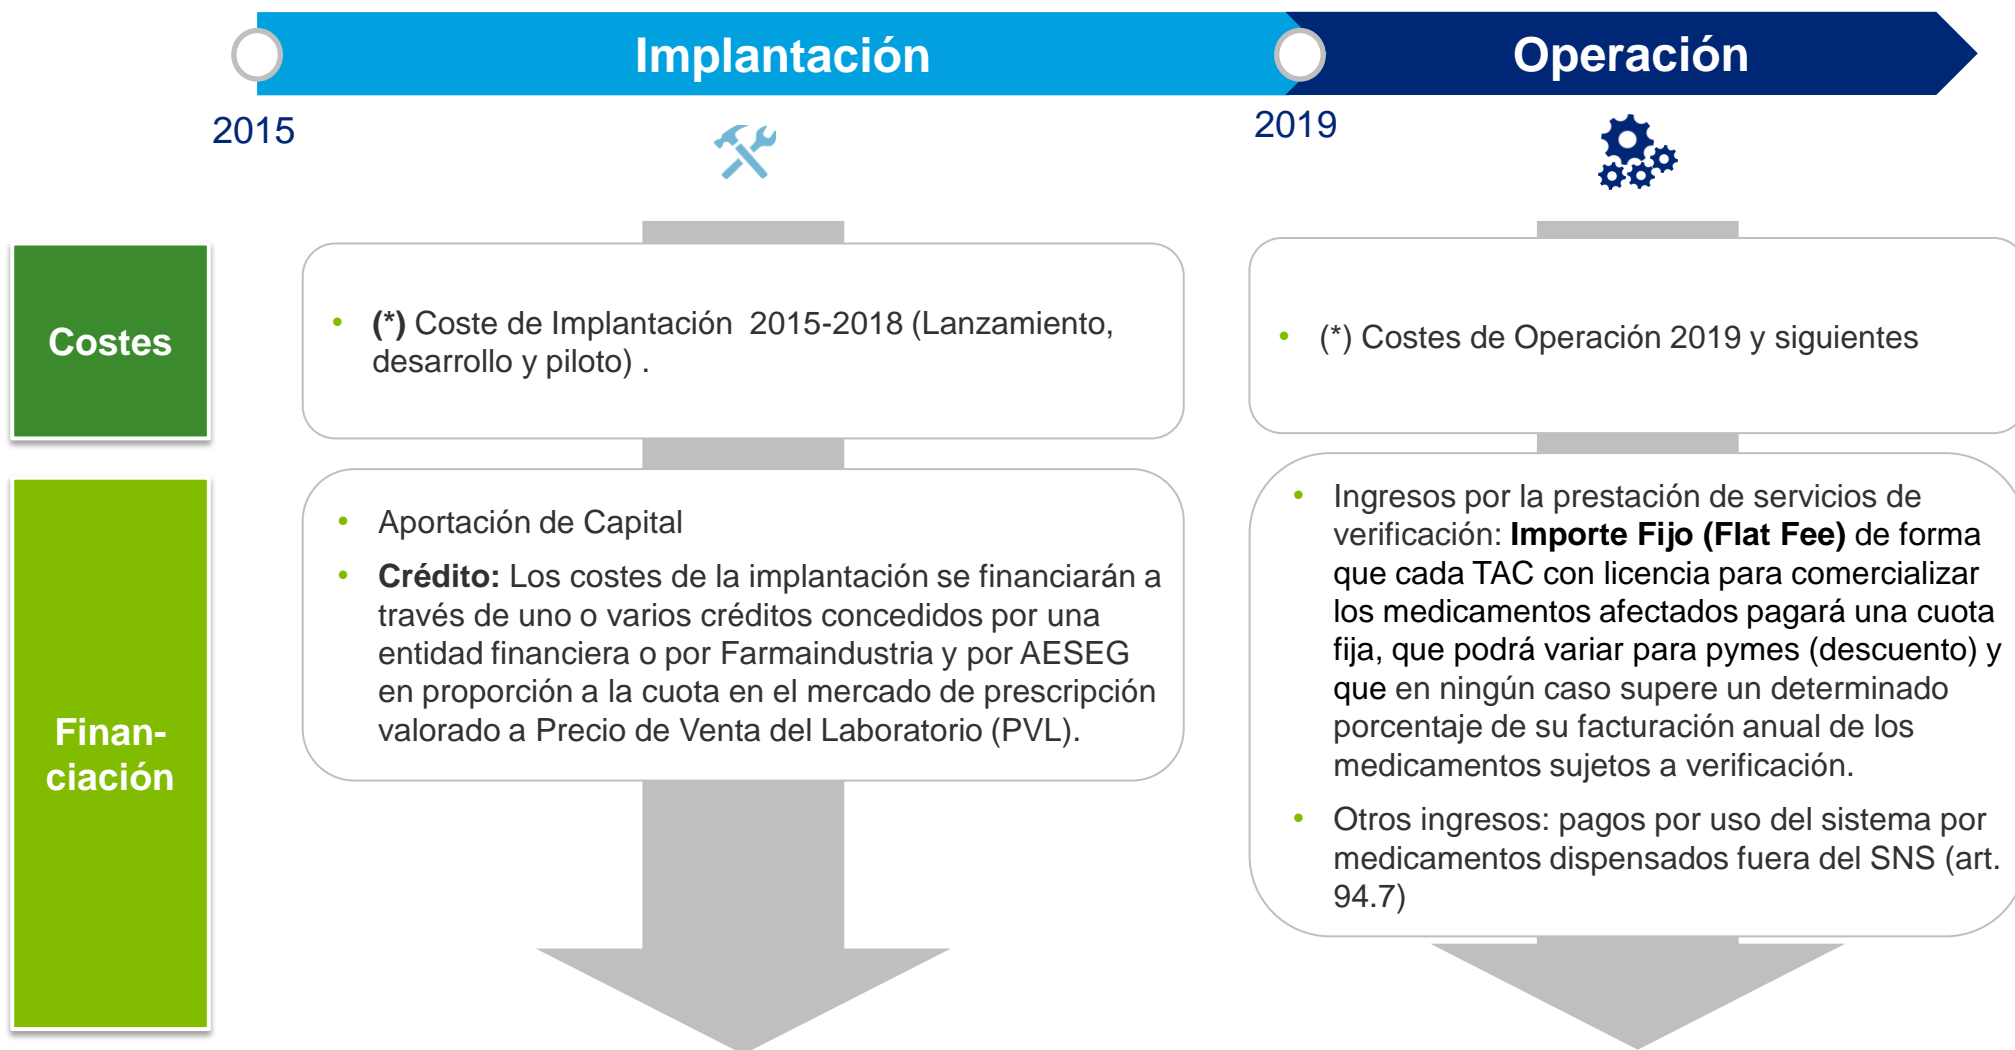 Implantación
Operación
2015
2019
Costes
• (*) Coste de Implantación 2015-2018 (Lanzamiento,
desarrollo y piloto) .
• (*) Costes de Operación 2019 y siguientes
Finan-
ciación
• Aportación de Capital
• Crédito: Los costes de la implantación se financiarán a
través de uno o varios créditos concedidos por una
entidad financiera o por Farmaindustria y por AESEG
en proporción a la cuota en el mercado de prescripción
valorado a Precio de Venta del Laboratorio (PVL).
• Ingresos por la prestación de servicios de
verificación: Importe Fijo (Flat Fee) de forma
que cada TAC con licencia para comercializar
los medicamentos afectados pagará una cuota
fija, que podrá variar para pymes (descuento) y
que en ningún caso supere un determinado
porcentaje de su facturación anual de los
medicamentos sujetos a verificación.
• Otros ingresos: pagos por uso del sistema por
medicamentos dispensados fuera del SNS (art.
94.7)